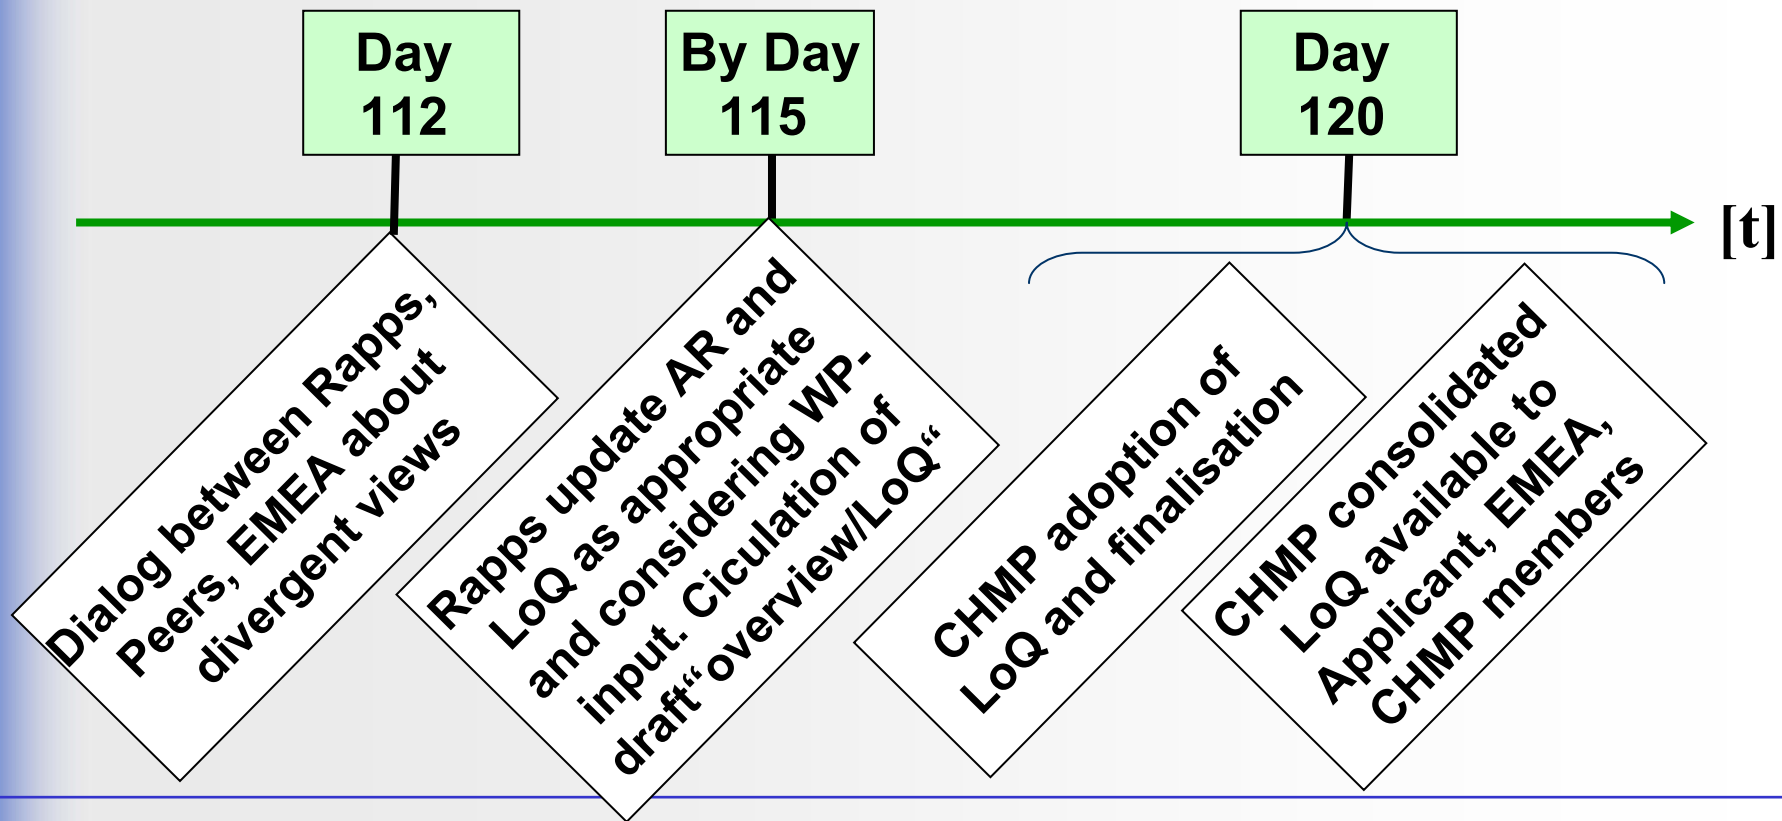 Day
112
By Day
115
Day
120
[t]
Dialog between Rapps,
Peers, EMEA about
divergent views
Rapps update AR and
LoQ as appropriate
and considering WP-
input. Ciculation of
draft“overview/LoQ“
CHMP adoption of
LoQ and finalisation
CHMP consolidated
LoQ available to
Applicant, EMEA,
CHMP members